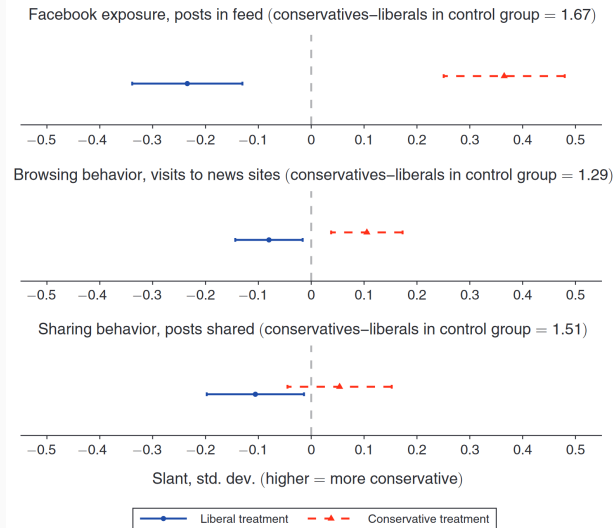 Facebook exposure, posts in feed (conservatives–liberals in control group = 1.67)
−0.5 −0.4 −0.3 −0.2 −0.1 0 0.1 0.2 0.3 0.4 0.5
Browsing behavior, visits to news sites (conservatives–liberals in control group = 1.29)
−0.5 −0.4 −0.3 −0.2 −0.1 0 0.1 0.2 0.3 0.4 0.5
Sharing behavior, posts shared (conservatives–liberals in control group = 1.51)
−0.5 −0.4 −0.3 −0.2 −0.1 0 0.1 0.2 0.3 0.4 0.5
Slant, std. dev. (higher = more conservative)
Liberal treatment Conservative treatment